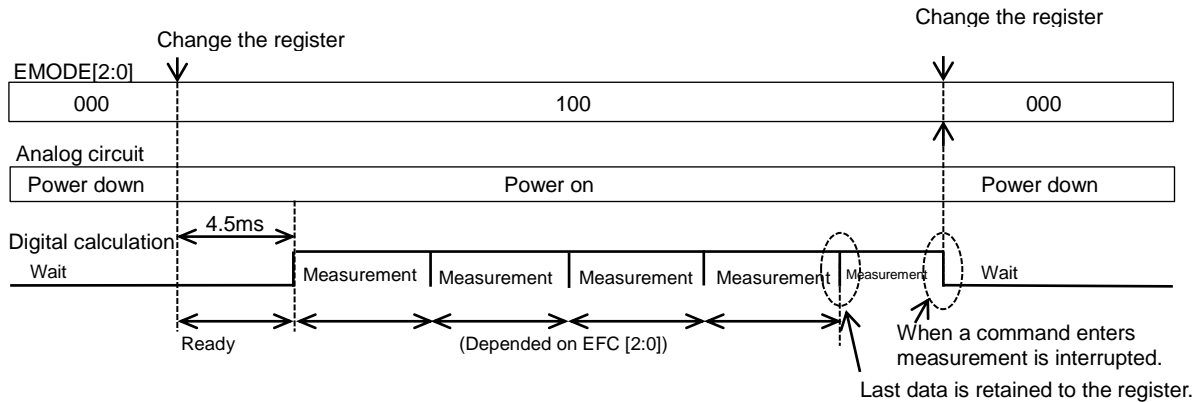 Change the register
Change the register
EMODE[2:0]
000 100 000
Analog circuit
Power down Power on Power down
4.5ms
Digital calculation
Wait Measurement Measurement Measurement Measurement Measurement Wait
Ready (Depended on EFC [2:0]) When a command enters
measurement is interrupted.
Last data is retained to the register.